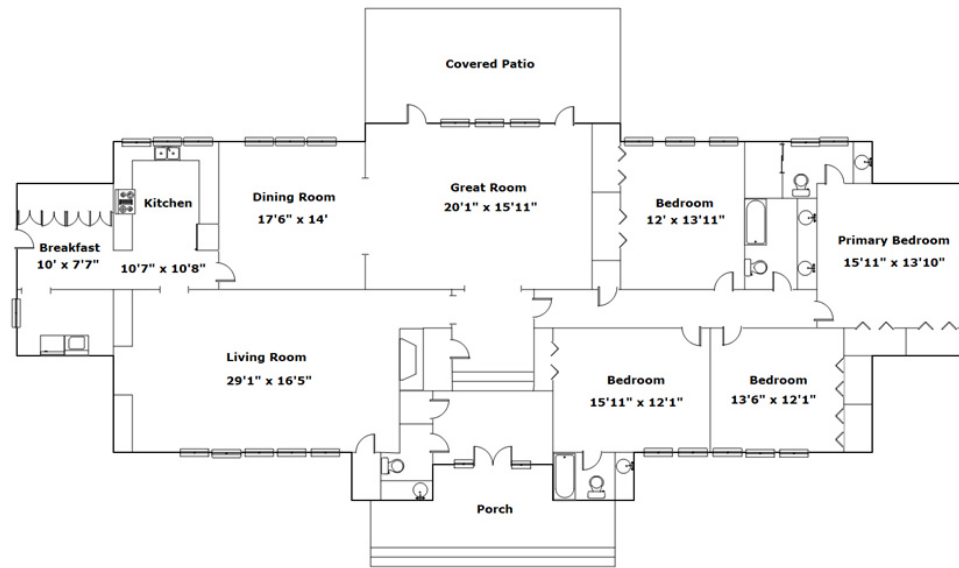 Covered Patio
Kitchen
10'7" x 10'8"
Dining Room
17'6" x 14'
Great Room
20'1" x 15'11"
Bedroom
12' x 13'11"
Breakfast
10' x 7'7"
Primary Bedroom
15'11" x 13'10"
Living Room
29'1" x 16'5"
Bedroom
15'11" x 12'1"
Bedroom
13'6" x 12'1"
Porch